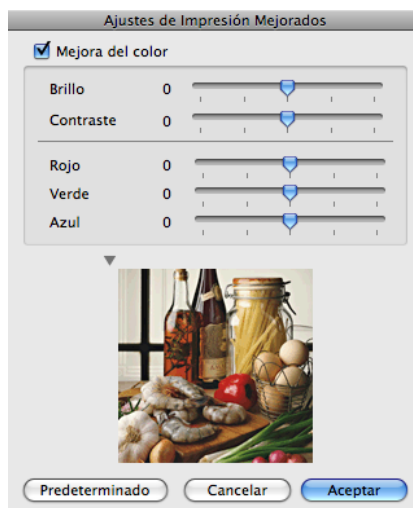 Ajustes de Impresión Mejorados
Mejora del color
Brillo 0
Contraste 0
Rojo 0
Verde 0
Azul 0
Predeterminado Cancelar Aceptar